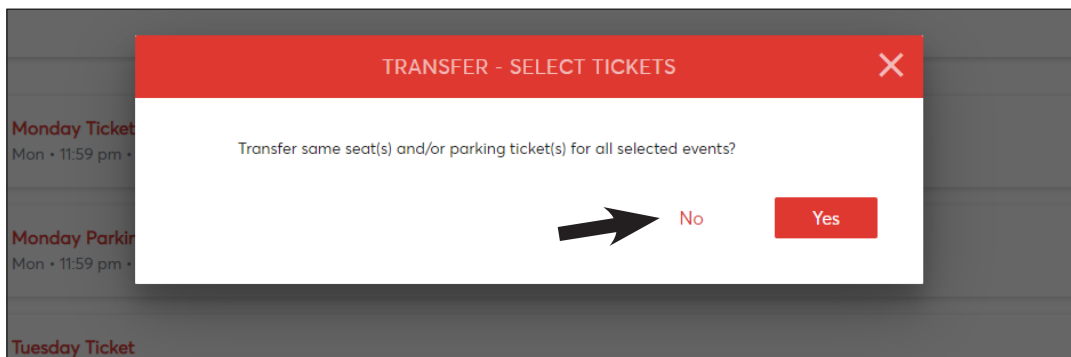 TRANSFER - SELECT TICKETS
Monday Ticket
Mon • 11:59 pm •
Transfer same seat(s) and/or parking ticket(s) for all selected events?
No
Yes
Monday Parkin
Mon • 11:59 pm •
Tuesday Ticket